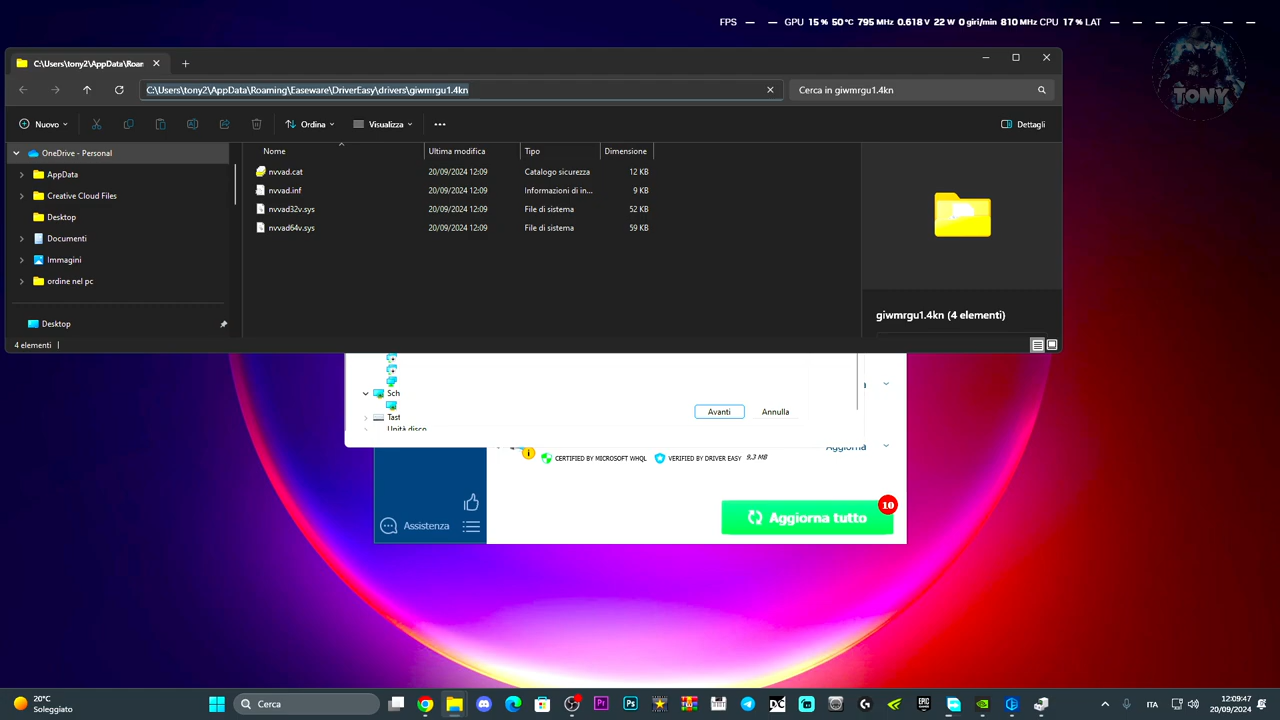 FPS — — GPU 15 % 50 °C 795 MHz 0.618 V 22 W 0 giri/min 810 MHz CPU 17 % LAT — — — — — — —
TONY
C:\Users\tony2\AppData\Roam
C:\Users\tony2\AppData\Roaming\Easeware\DriverEasy\drivers\giwmrgu1.4kn
Cerca in giwmrgu1.4kn
Nuovo
Ordina
Visualizza
Dettagli
OneDrive - Personal
AppData
Creative Cloud Files
Desktop
Documenti
Immagini
ordine nel pc
Desktop
Nome Ultima modifica Tipo Dimensione
nvvad.cat 20/09/2024 12:09 Catalogo sicurezza 12 KB
nvvad.inf 20/09/2024 12:09 Informazioni di in... 9 KB
nvvad32v.sys 20/09/2024 12:09 File di sistema 52 KB
nvvad64v.sys 20/09/2024 12:09 File di sistema 59 KB
giwmrgu1.4kn (4 elementi)
4 elementi
Sch
Tast
Unità disco
Avanti
Annulla
Aggiorna
CERTIFIED BY MICROSOFT WHQL VERIFIED BY DRIVER EASY 9,3 MB
Assistenza
Aggiorna tutto
10
20°C
Soleggiato
Cerca
Pr
Ps
DC
EPIC
ITA
12:09:47
20/09/2024